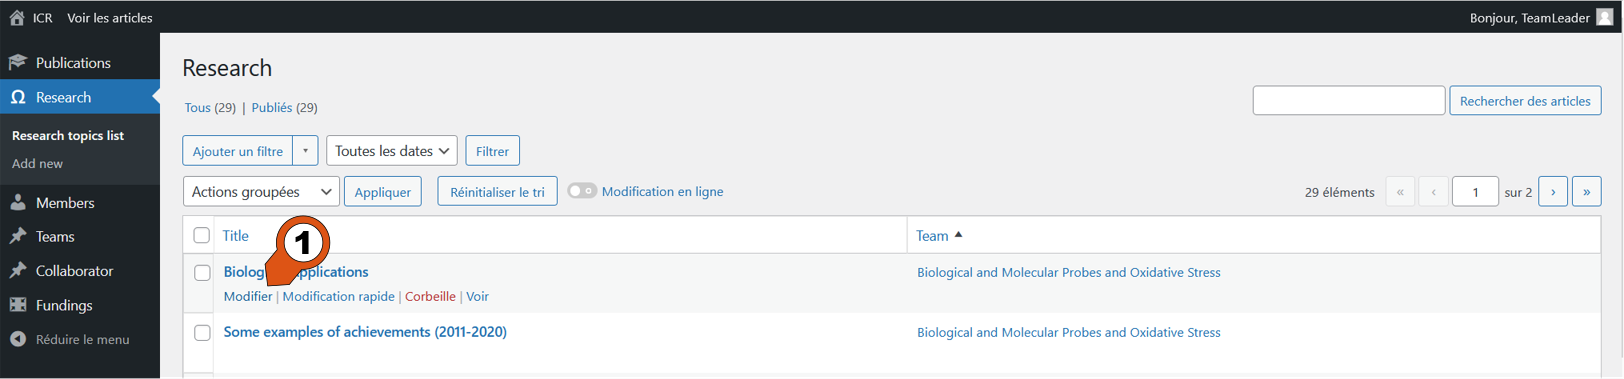 ICR Voir les articles Bonjour, TeamLeader
Publications
Research
Research topics list
Add new
Members
Teams
Collaborator
Fundings
Réduire le menu
Research
Tous (29) | Publiés (29)
Rechercher des articles
Ajouter un filtre Toutes les dates Filtrer
Actions groupées Appliquer Réinitialiser le tri Modification en ligne 29 éléments « ‹ 1 sur 2 › »
Title Team
1
applications Biological and Molecular Probes and Oxidative Stress
Modifier | Modification rapide | Corbeille | Voir
Some examples of achievements (2011-2020) Biological and Molecular Probes and Oxidative Stress